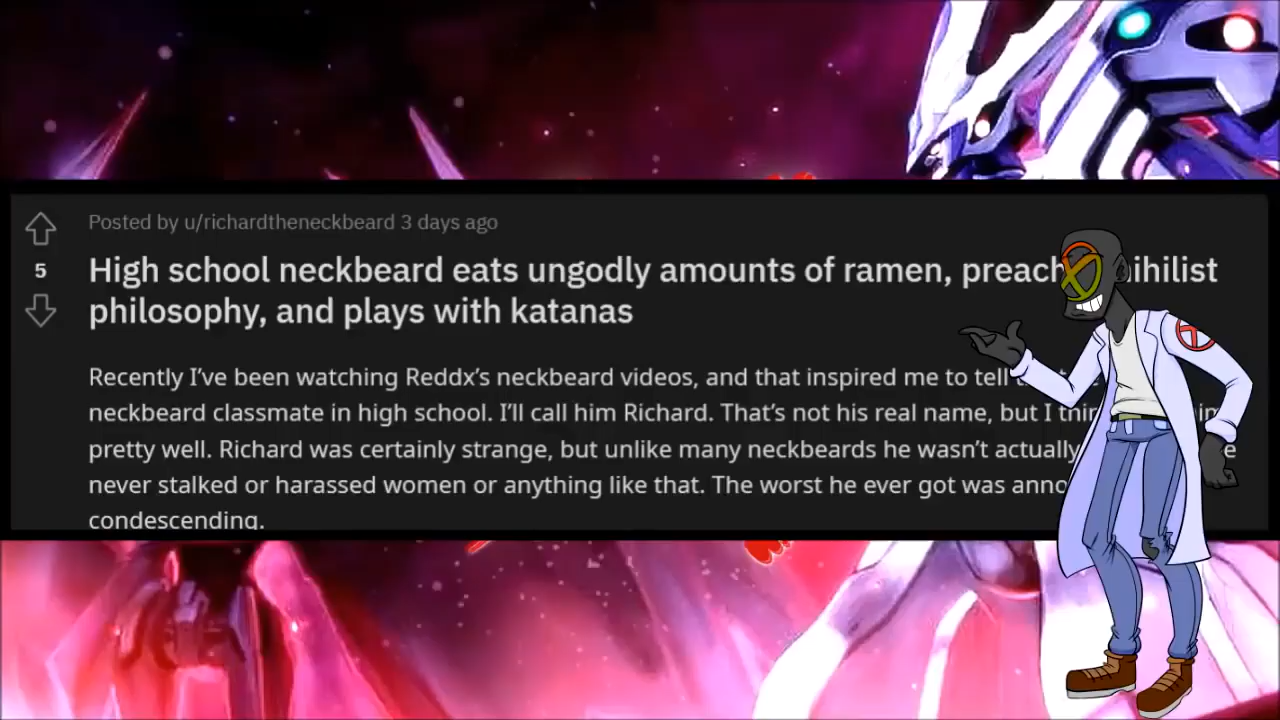 Posted by u/richardtheneckbeard 3 days ago
5
High school neckbeard eats ungodly amounts of ramen, preach ihilist
philosophy, and plays with katanas
Recently I've been watching Reddx's neckbeard videos, and that inspired me to tell
neckbeard classmate in high school. I'll call him Richard. That's not his real name, but I
pretty well. Richard was certainly strange, but unlike many neckbeards he wasn't actually
never stalked or harassed women or anything like that. The worst he ever got was
condescending.